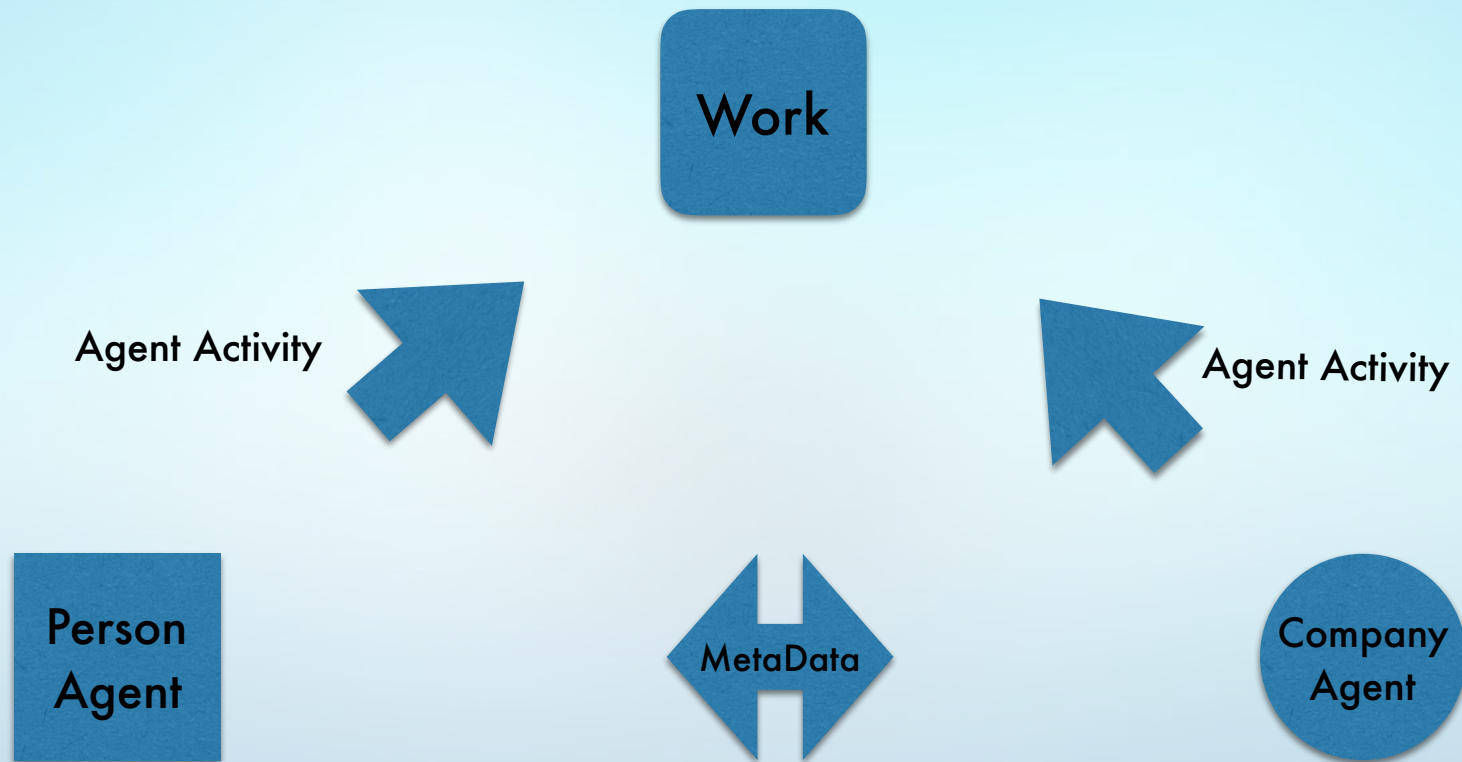 Work
Agent Activity
Agent Activity
Person
Agent
MetaData
Company
Agent